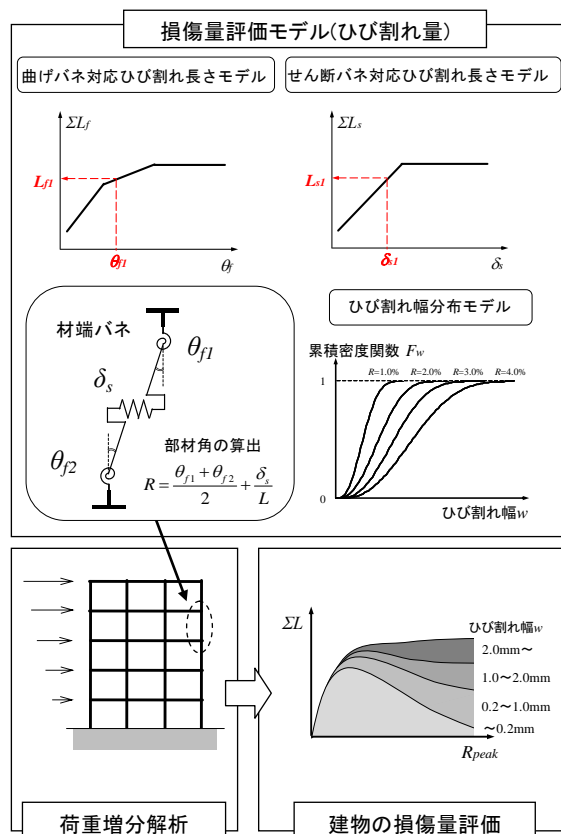 損傷量評価モデル(ひび割れ量)
曲げバネ対応ひび割れ長さモデル
せん断バネ対応ひび割れ長さモデル
ΣLf
Lf1
θf1
θf
ΣLs
Ls1
δs1
δs
材端バネ
θf1
δs
θf2
部材角の算出
R = (θf1 + θf2)/2 + δs/L
ひび割れ幅分布モデル
累積密度関数 Fw
R=1.0% R=2.0% R=3.0% R=4.0%
1
0
ひび割れ幅w
ΣL
ひび割れ幅w
2.0mm～
1.0～2.0mm
0.2～1.0mm
～0.2mm
Rpeak
荷重増分解析
建物の損傷量評価